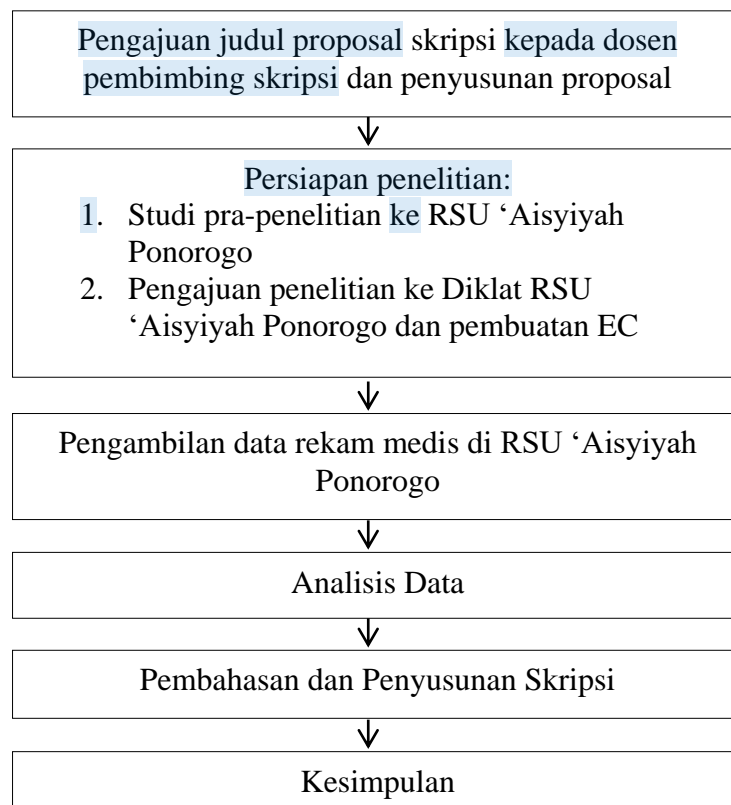 Pengajuan judul proposal skripsi kepada dosen
pembimbing skripsi dan penyusunan proposal
Persiapan penelitian:
1. Studi pra-penelitian ke RSU ‘Aisyiyah
Ponorogo
2. Pengajuan penelitian ke Diklat RSU
‘Aisyiyah Ponorogo dan pembuatan EC
Pengambilan data rekam medis di RSU ‘Aisyiyah
Ponorogo
Analisis Data
Pembahasan dan Penyusunan Skripsi
Kesimpulan